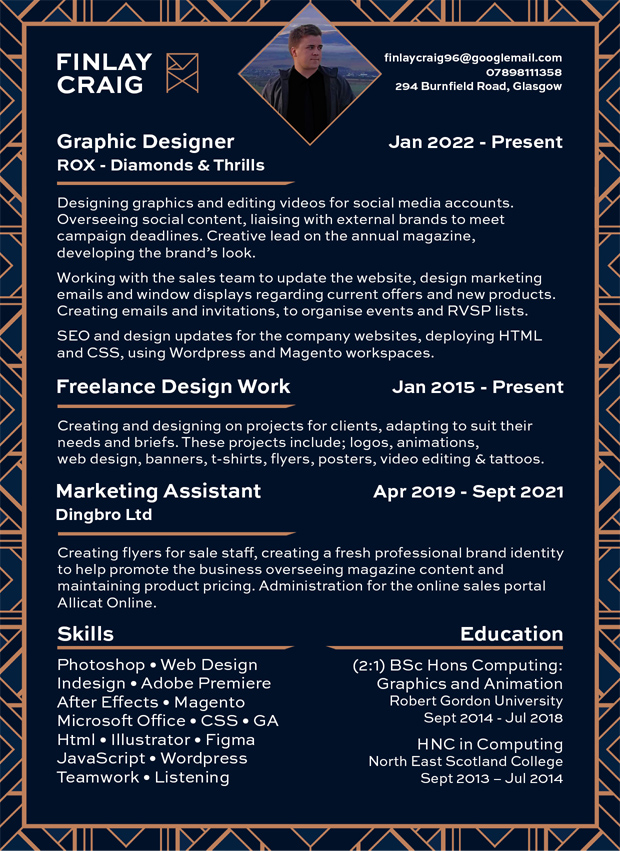 FINLAY
CRAIG
finlaycraig96@googlemail.com
07898111358
294 Burnfield Road, Glasgow
Graphic Designer
Jan 2022 - Present
ROX - Diamonds & Thrills
Designing graphics and editing videos for social media accounts.
Overseeing social content, liaising with external brands to meet
campaign deadlines. Creative lead on the annual magazine,
developing the brand's look.
Working with the sales team to update the website, design marketing
emails and window displays regarding current offers and new products.
Creating emails and invitations, to organise events and RVSP lists.
SEO and design updates for the company websites, deploying HTML
and CSS, using Wordpress and Magento workspaces.
Freelance Design Work
Jan 2015 - Present
Creating and designing on projects for clients, adapting to suit their
needs and briefs. These projects include; logos, animations,
web design, banners, t-shirts, flyers, posters, video editing & tattoos.
Marketing Assistant
Apr 2019 - Sept 2021
Dingbro Ltd
Creating flyers for sale staff, creating a fresh professional brand identity
to help promote the business overseeing magazine content and
maintaining product pricing. Administration for the online sales portal
Allicat Online.
Skills
Photoshop • Web Design
Indesign • Adobe Premiere
After Effects • Magento
Microsoft Office • CSS • GA
Html • Illustrator • Figma
JavaScript • Wordpress
Teamwork • Listening
Education
(2:1) BSc Hons Computing:
Graphics and Animation
Robert Gordon University
Sept 2014 - Jul 2018
HNC in Computing
North East Scotland College
Sept 2013 – Jul 2014